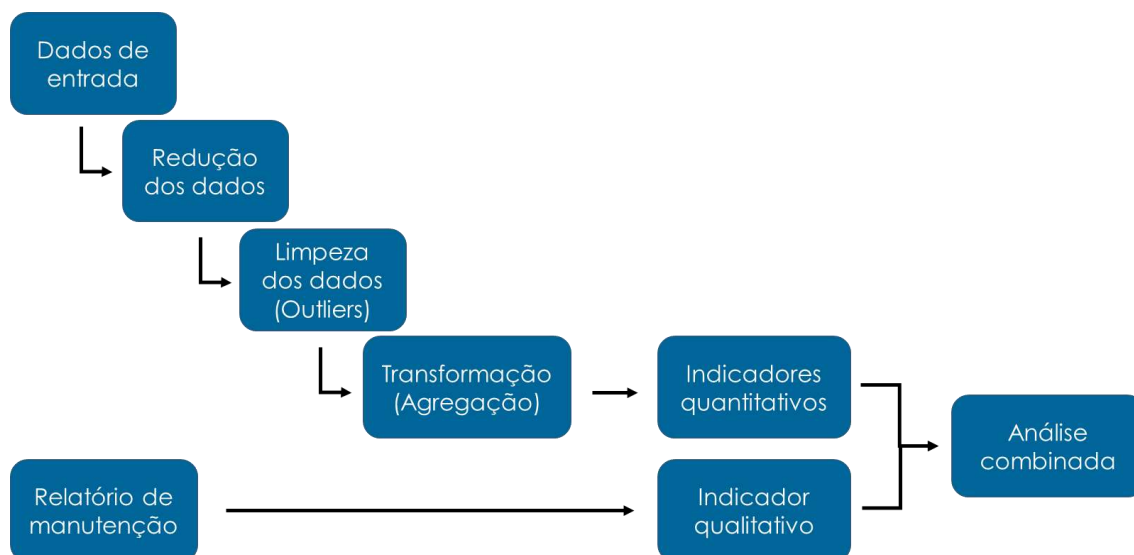 Dados de
entrada
Redução
dos dados
Limpeza
dos dados
(Outliers)
Transformação
(Agregação)
Indicadores
quantitativos
Análise
combinada
Relatório de
manutenção
Indicador
qualitativo